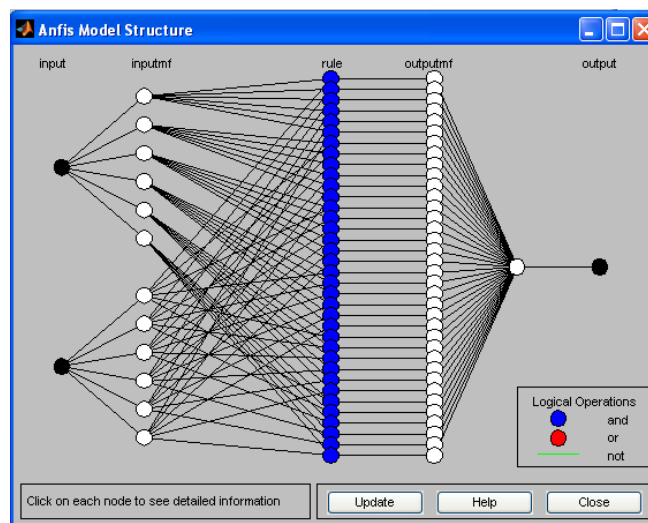 Anfis Model Structure
input inputmf rule outputmf output
Logical Operations
and
or
not
Click on each node to see detailed information
Update Help Close